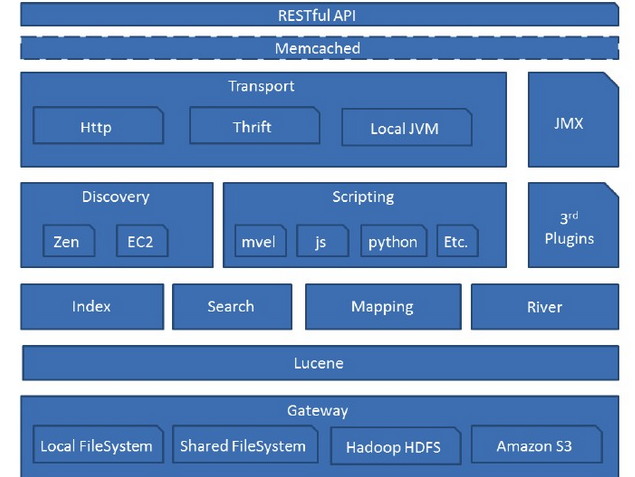 RESTful API
Memcached
Transport
JMX
Http Thrift Local JVM
Discovery Scripting
3rd
Plugins
Zen EC2 mvel js python Etc.
Index Search Mapping River
Lucene
Gateway
Local FileSystem Shared FileSystem Hadoop HDFS Amazon S3